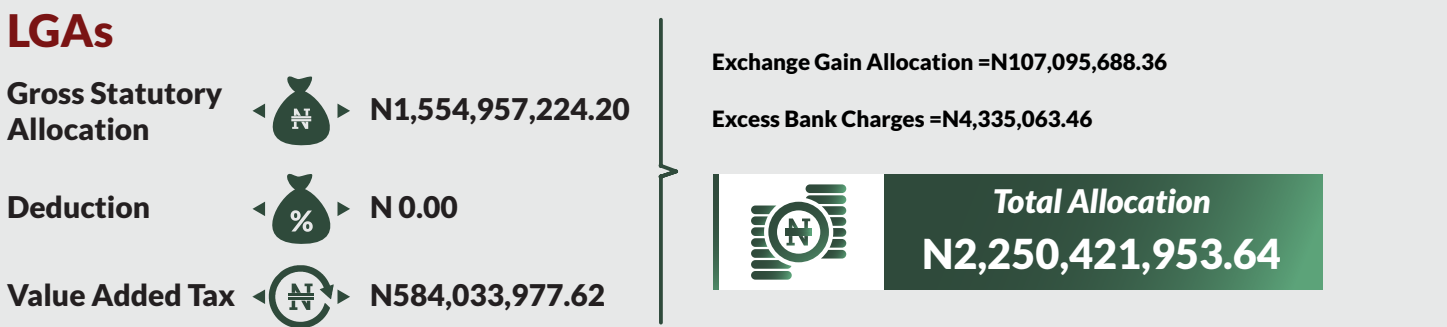 LGAs
Gross Statutory
Allocation
₦
N1,554,957,224.20
Deduction
%
N 0.00
Value Added Tax
₦
N584,033,977.62
Exchange Gain Allocation =N107,095,688.36
Excess Bank Charges =N4,335,063.46
₦
Total Allocation
N2,250,421,953.64